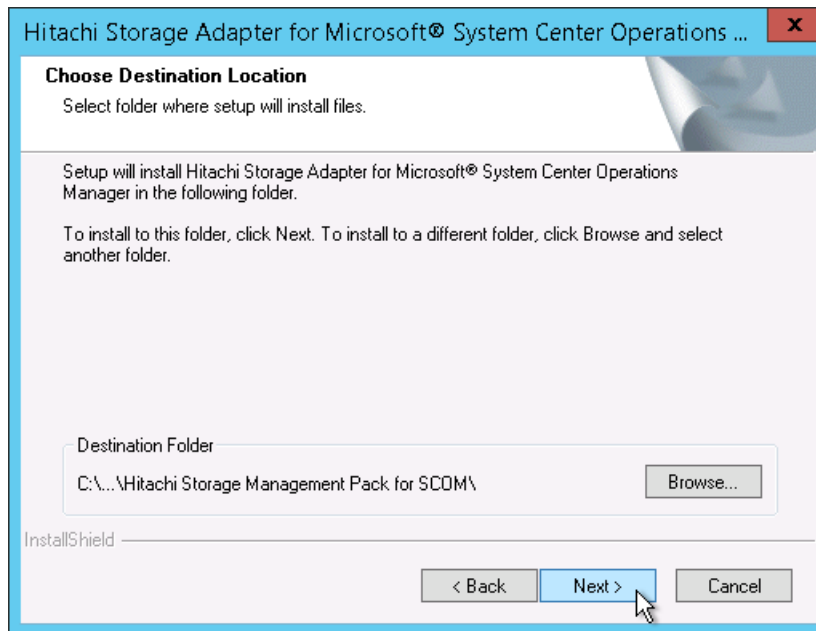 Hitachi Storage Adapter for Microsoft® System Center Operations ...
x
Choose Destination Location
Select folder where setup will install files.
Setup will install Hitachi Storage Adapter for Microsoft® System Center Operations
Manager in the following folder.
To install to this folder, click Next. To install to a different folder, click Browse and select
another folder.
Destination Folder
C:\...\Hitachi Storage Management Pack for SCOM\
Browse...
InstallShield
< Back
Next >
Cancel